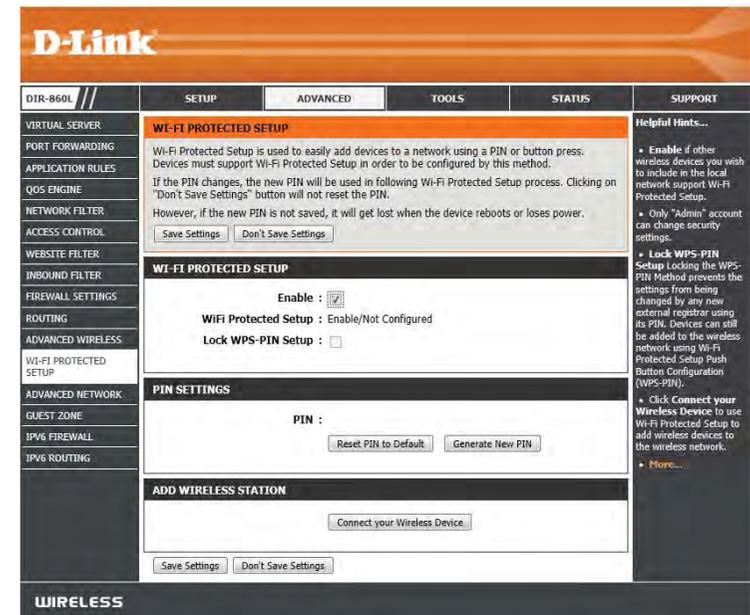 D-Link
DIR-860L // SETUP ADVANCED TOOLS STATUS SUPPORT
VIRTUAL SERVER
PORT FORWARDING
APPLICATION RULES
QOS ENGINE
NETWORK FILTER
ACCESS CONTROL
WEBSITE FILTER
INBOUND FILTER
FIREWALL SETTINGS
ROUTING
ADVANCED WIRELESS
WI-FI PROTECTED
SETUP
ADVANCED NETWORK
GUEST ZONE
IPV6 FIREWALL
IPV6 ROUTING
WI-FI PROTECTED SETUP
Wi-Fi Protected Setup is used to easily add devices to a network using a PIN or button press.
Devices must support Wi-Fi Protected Setup in order to be configured by this method.
If the PIN changes, the new PIN will be used in following Wi-Fi Protected Setup process. Clicking on
"Don't Save Settings" button will not reset the PIN.
However, if the new PIN is not saved, it will get lost when the device reboots or loses power.
Save Settings Don't Save Settings
WI-FI PROTECTED SETUP
Enable :
WiFi Protected Setup : Enable/Not Configured
Lock WPS-PIN Setup :
PIN SETTINGS
PIN :
Reset PIN to Default Generate New PIN
ADD WIRELESS STATION
Connect your Wireless Device
Save Settings Don't Save Settings
Helpful Hints...
• Enable if other
wireless devices you wish
to include in the local
network support Wi-Fi
Protected Setup.
• Only "Admin" account
can change security
settings.
• Lock WPS-PIN
Setup Locking the WPS-
PIN Method prevents the
settings from being
changed by any new
external registrar using
its PIN. Devices can still
be added to the wireless
network using Wi-Fi
Protected Setup Push
Button Configuration
(WPS-PIN).
• Click Connect your
Wireless Device to use
Wi-Fi Protected Setup to
add wireless devices to
the wireless network.
• More...
WIRELESS